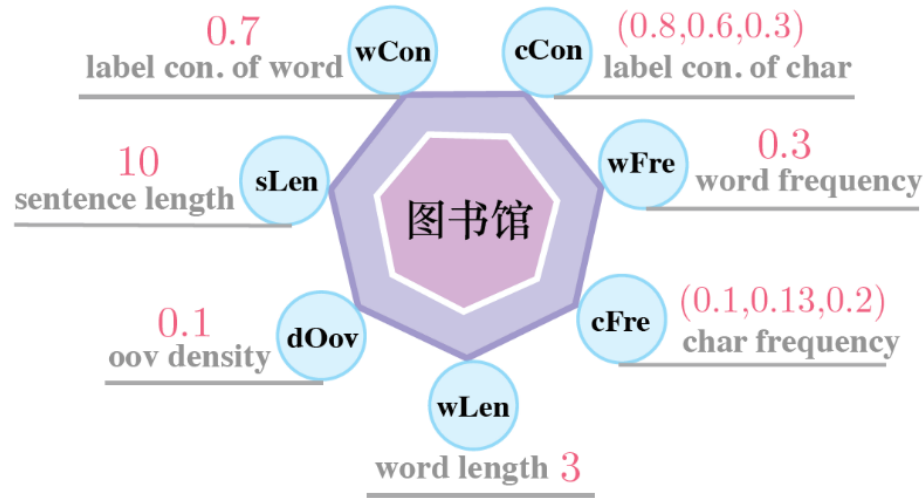 0.7
label con. of word
wCon
cCon
(0.8,0.6,0.3)
label con. of char
10
sentence length
sLen
wFre
0.3
word frequency
图书馆
0.1
oov density
dOov
cFre
(0.1,0.13,0.2)
char frequency
wLen
word length 3